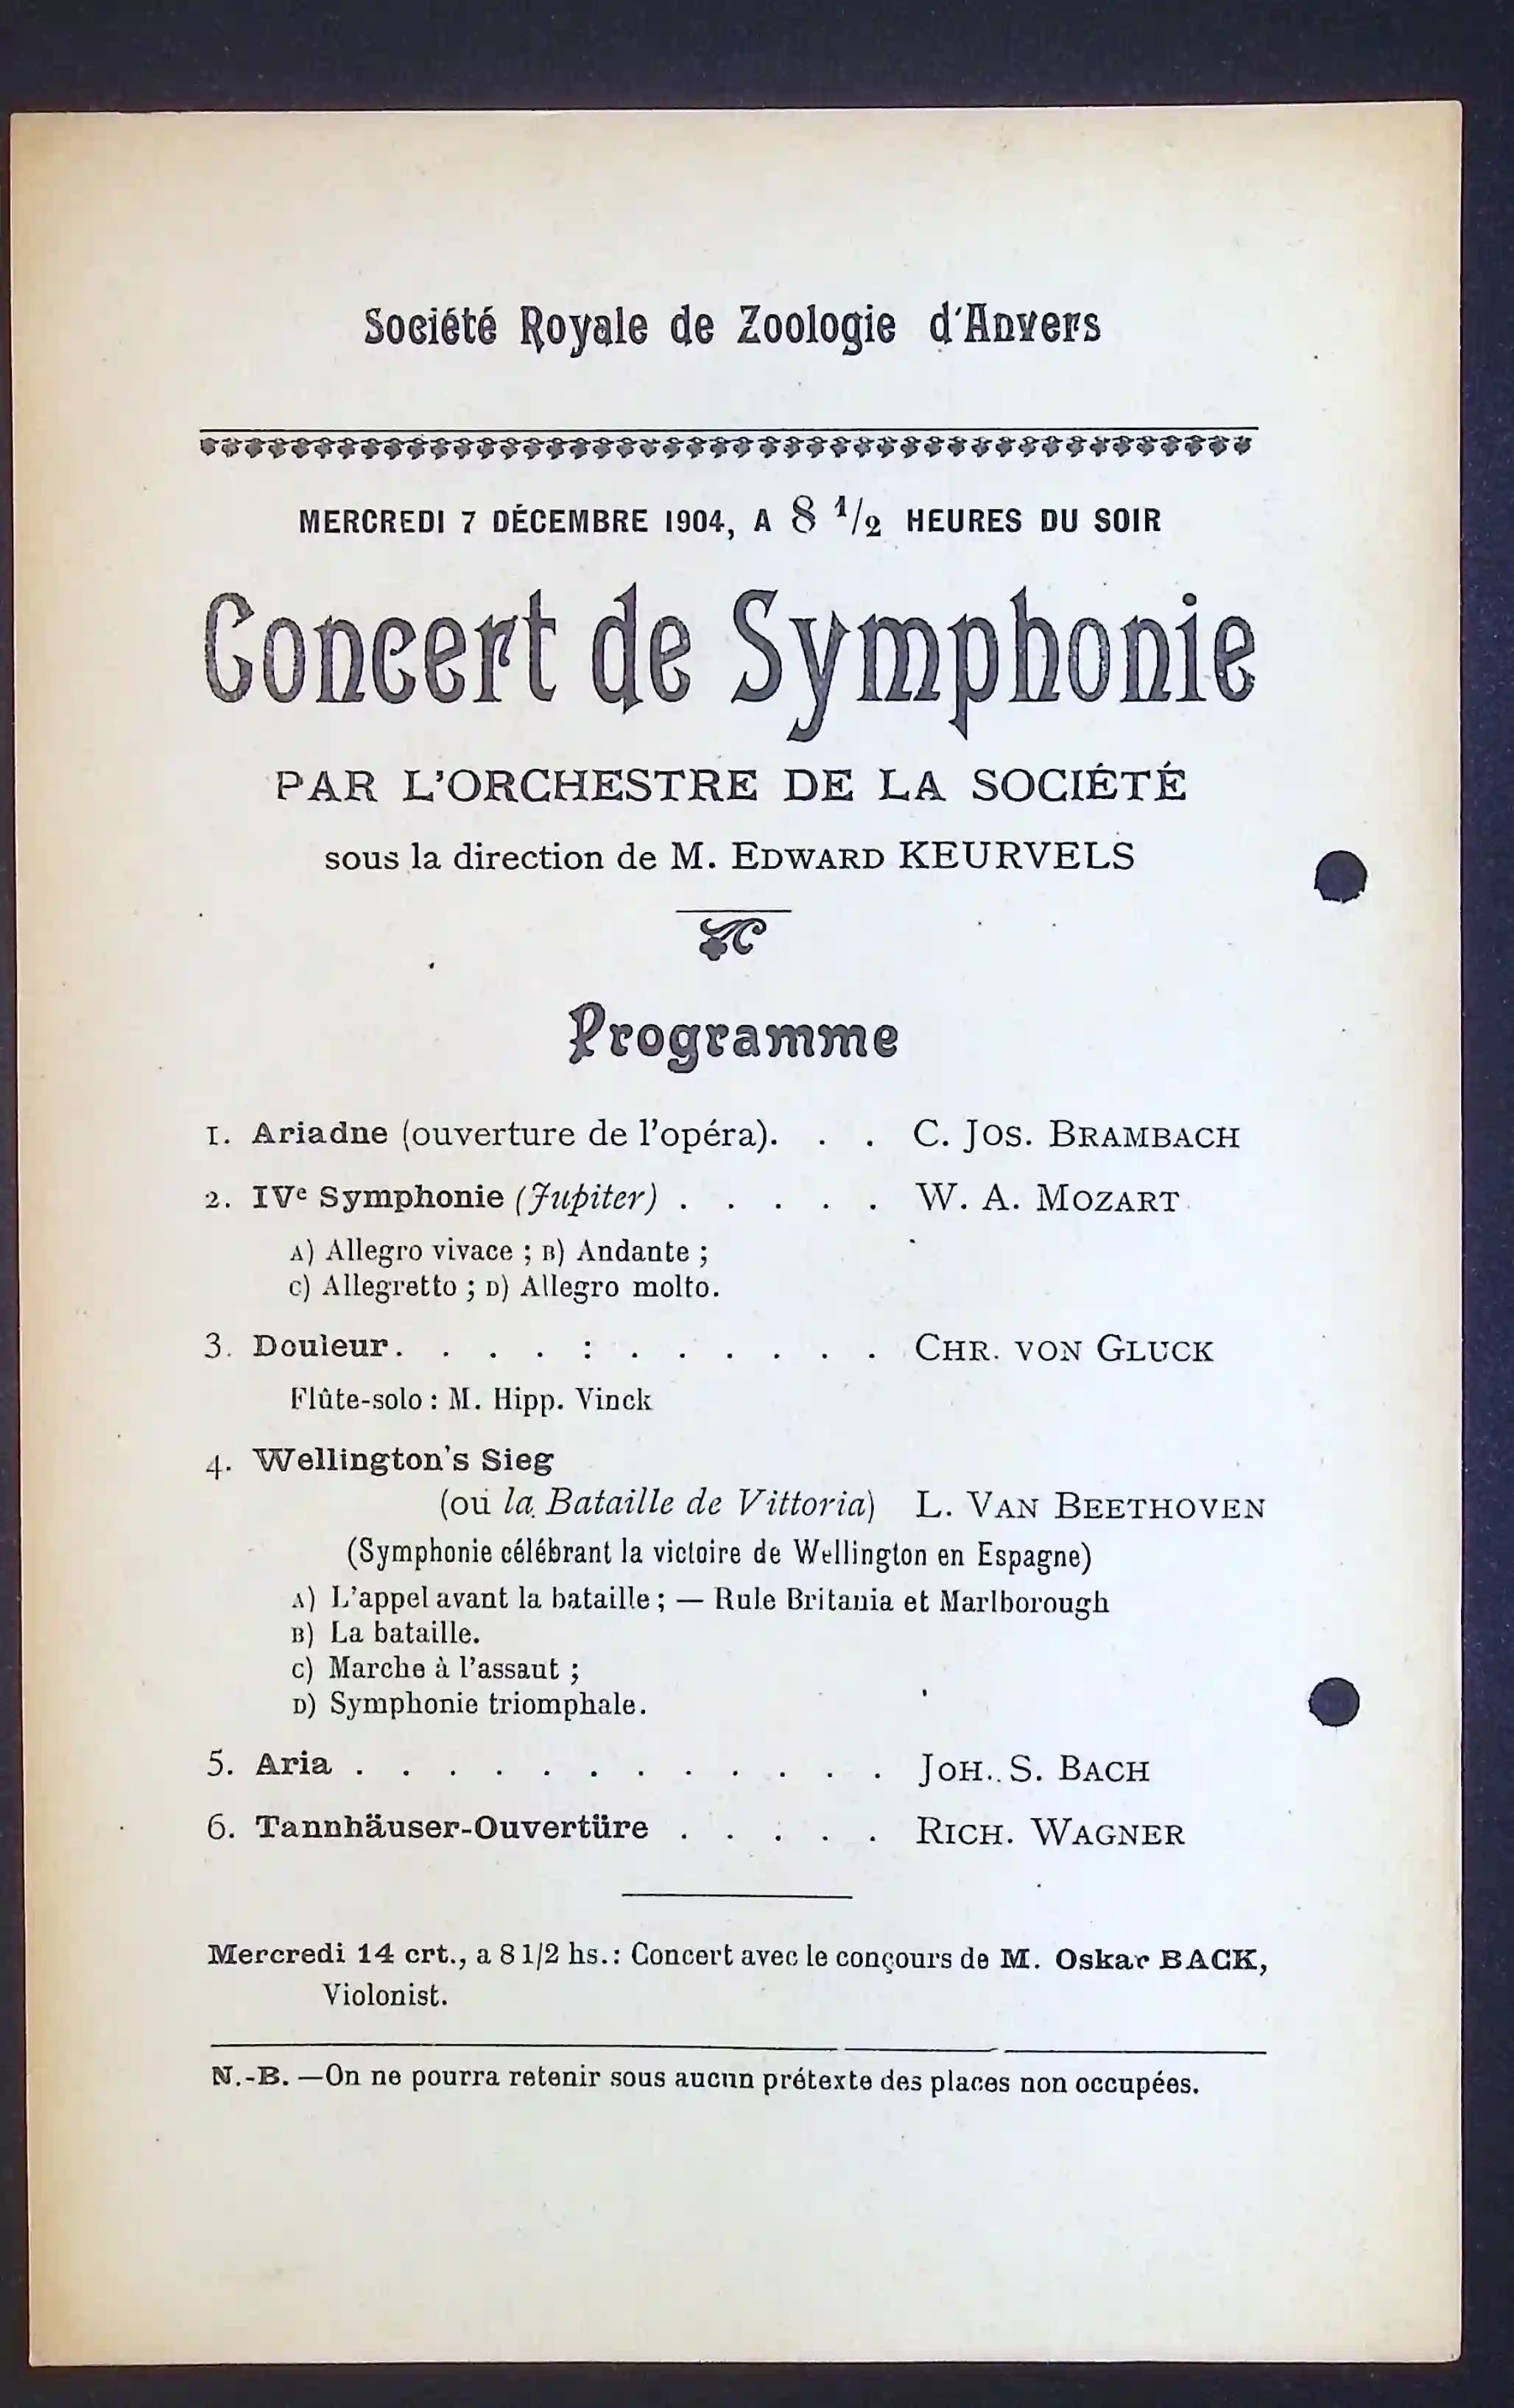 Société Royale de Zoologie d'Anvers
MERCREDI 7 DÉCEMBRE 1904, A 8 1/2 HEURES DU SOIR
Concert de Symphonie
PAR L'ORCHESTRE DE LA SOCIÉTÉ
sous la direction de M. EDWARD KEURVELS
Programme
1. Ariadne (ouverture de l'opéra). . . C. JOS. BRAMBACH
2. IVe Symphonie (Jupiter) . . . . . W. A. MOZART
A) Allegro vivace ; B) Andante ;
C) Allegretto ; D) Allegro molto.
3. Douleur. . . . : . . . . . . CHR. VON GLUCK
Flûte-solo : M. Hipp. Vinck
4. Wellington's Sieg
(ou la Bataille de Vittoria) L. VAN BEETHOVEN
(Symphonie célébrant la victoire de Wellington en Espagne)
A) L'appel avant la bataille ; — Rule Britania et Marlborough
B) La bataille.
C) Marche à l'assaut ;
D) Symphonie triomphale.
5. Aria . . . . . . . . . . . . JOH. S. BACH
6. Tannhäuser-Ouvertüre . . . . . RICH. WAGNER
Mercredi 14 crt., a 8 1/2 hs. : Concert avec le conçours de M. Oskar BACK,
Violonist.
N.-B. —On ne pourra retenir sous aucun prétexte des places non occupées.